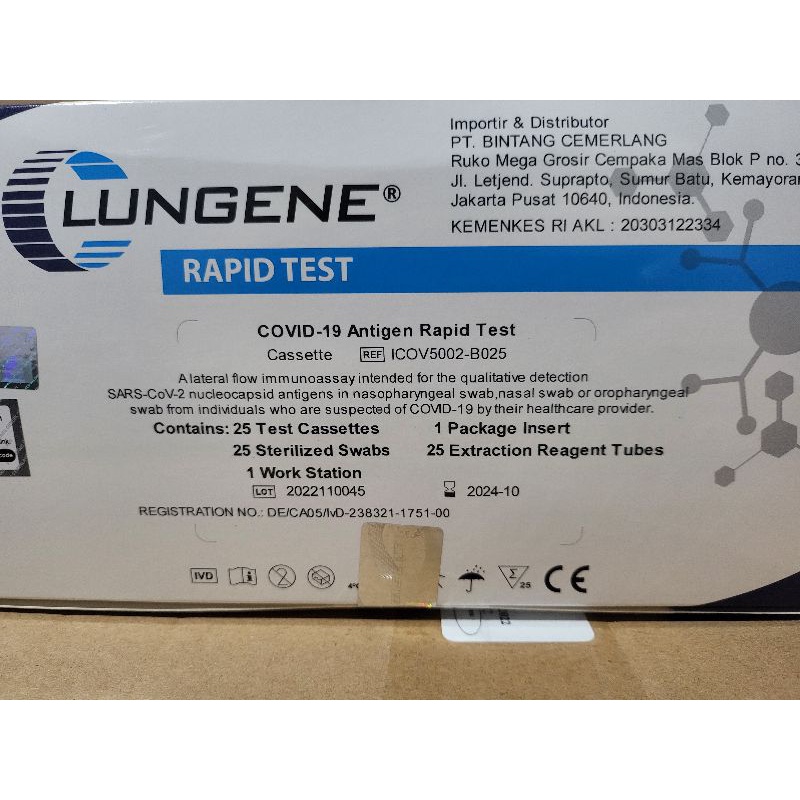 LUNGENE®
Importir & Distributor
PT. BINTANG CEMERLANG
Ruko Mega Grosir Cempaka Mas Blok P no. 3
Jl. Letjend. Suprapto, Sumur Batu, Kemayoran
Jakarta Pusat 10640, Indonesia.
KEMENKES RI AKL : 20303122334
RAPID TEST
COVID-19 Antigen Rapid Test
Cassette REF ICOV5002-B025
A lateral flow immunoassay intended for the qualitative detection
SARS-CoV-2 nucleocapsid antigens in nasopharyngeal swab,nasal swab or oropharyngeal
swab from individuals who are suspected of COVID-19 by their healthcare provider.
Contains: 25 Test Cassettes 1 Package Insert
25 Sterilized Swabs 25 Extraction Reagent Tubes
1 Work Station
LOT 2022110045 2024-10
REGISTRATION NO.: DE/CA05/IvD-238321-1751-00
IVD i 2 4°C Σ 25 CE